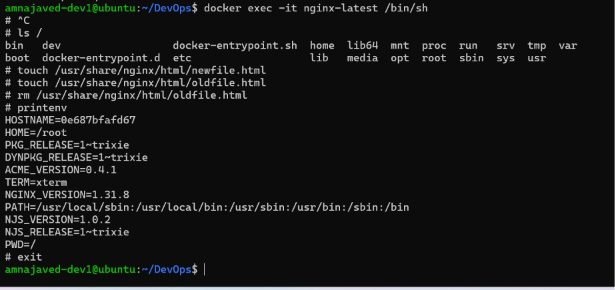 amnajaved-dev1@ubuntu:~/DevOps$ docker exec -it nginx-latest /bin/sh
# ^C
# ls /
bin   dev                  docker-entrypoint.sh  home  lib64  mnt  proc  run   srv  tmp  var
boot  docker-entrypoint.d  etc                   lib   media  opt  root  sbin  sys  usr
# touch /usr/share/nginx/html/newfile.html
# touch /usr/share/nginx/html/oldfile.html
# rm /usr/share/nginx/html/oldfile.html
# printenv
HOSTNAME=0e687bfafd67
HOME=/root
PKG_RELEASE=1~trixie
DYNPKG_RELEASE=1~trixie
ACME_VERSION=0.4.1
TERM=xterm
NGINX_VERSION=1.31.8
PATH=/usr/local/sbin:/usr/local/bin:/usr/sbin:/usr/bin:/sbin:/bin
NJS_VERSION=1.0.2
NJS_RELEASE=1~trixie
PWD=/
# exit
amnajaved-dev1@ubuntu:~/DevOps$